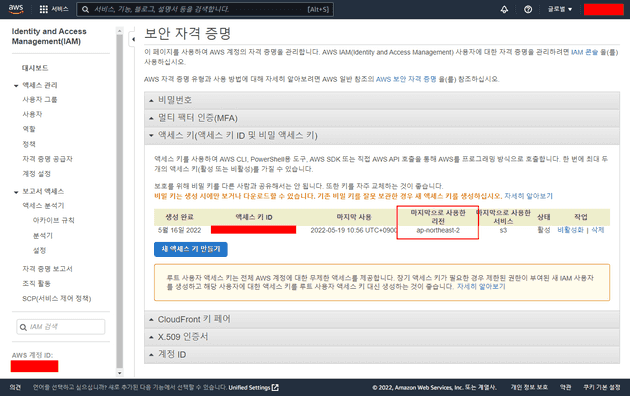 aws 서비스 서비스, 기능, 블로그, 설명서 등을 검색합니다. [Alt+S] 글로벌
Identity and Access
Management(IAM)
대시보드
액세스 관리
사용자 그룹
사용자
역할
정책
자격 증명 공급자
계정 설정
보고서 액세스
액세스 분석기
아카이브 규칙
분석기
설정
자격 증명 보고서
조직 활동
SCP(서비스 제어 정책)
IAM 검색
AWS 계정 ID:
보안 자격 증명
이 페이지를 사용하여 AWS 계정의 자격 증명을 관리합니다. AWS IAM(Identity and Access Management) 사용자에 대한 자격 증명을 관리하려면 IAM 콘솔 을(를)
사용하십시오.
AWS 자격 증명 유형과 사용 방법에 대해 자세히 알아보려면 AWS 일반 참조의 AWS 보안 자격 증명 을(를) 참조하십시오.
비밀번호
멀티 팩터 인증(MFA)
액세스 키(액세스 키 ID 및 비밀 액세스 키)
액세스 키를 사용하여 AWS CLI, PowerShell용 도구, AWS SDK 또는 직접 AWS API 호출을 통해 AWS를 프로그래밍 방식으로 호출합니다. 한 번에 최대 두
개의 액세스 키(활성 또는 비활성)를 가질 수 있습니다.
보호를 위해 비밀 키를 다른 사람과 공유해서는 안 됩니다. 또한 키를 자주 교체하는 것이 좋습니다.
비밀 키는 생성 시에만 보거나 다운로드할 수 있습니다. 기존 비밀 키를 잘못 보관한 경우 새 액세스 키를 생성하십시오. 자세히 알아보기
생성 완료 액세스 키 ID 마지막 사용 마지막으로 사용한 리전 마지막으로 사용한 서비스 상태 작업
5월 16일 2022 2022-05-19 10:56 UTC+0900 ap-northeast-2 s3 활성 비활성화 | 삭제
새 액세스 키 만들기
루트 사용자 액세스 키는 전체 AWS 계정에 대한 무제한 액세스를 제공합니다. 장기 액세스 키가 필요한 경우 제한된 권한이 부여된 새 IAM 사용자
를 생성하고 해당 사용자에 대한 액세스 키를 루트 사용자 액세스 키 대신 생성하는 것이 좋습니다. 자세히 알아보기
CloudFront 키 페어
X.509 인증서
계정 ID
의견 언어를 선택하고 싶으십니까? 새로 추가된 다음 기능에서 선택할 수 있습니다. Unified Settings © 2022, Amazon Web Services, Inc. 또는 계열사. 개인 정보 보호 약관 쿠키 기본 설정